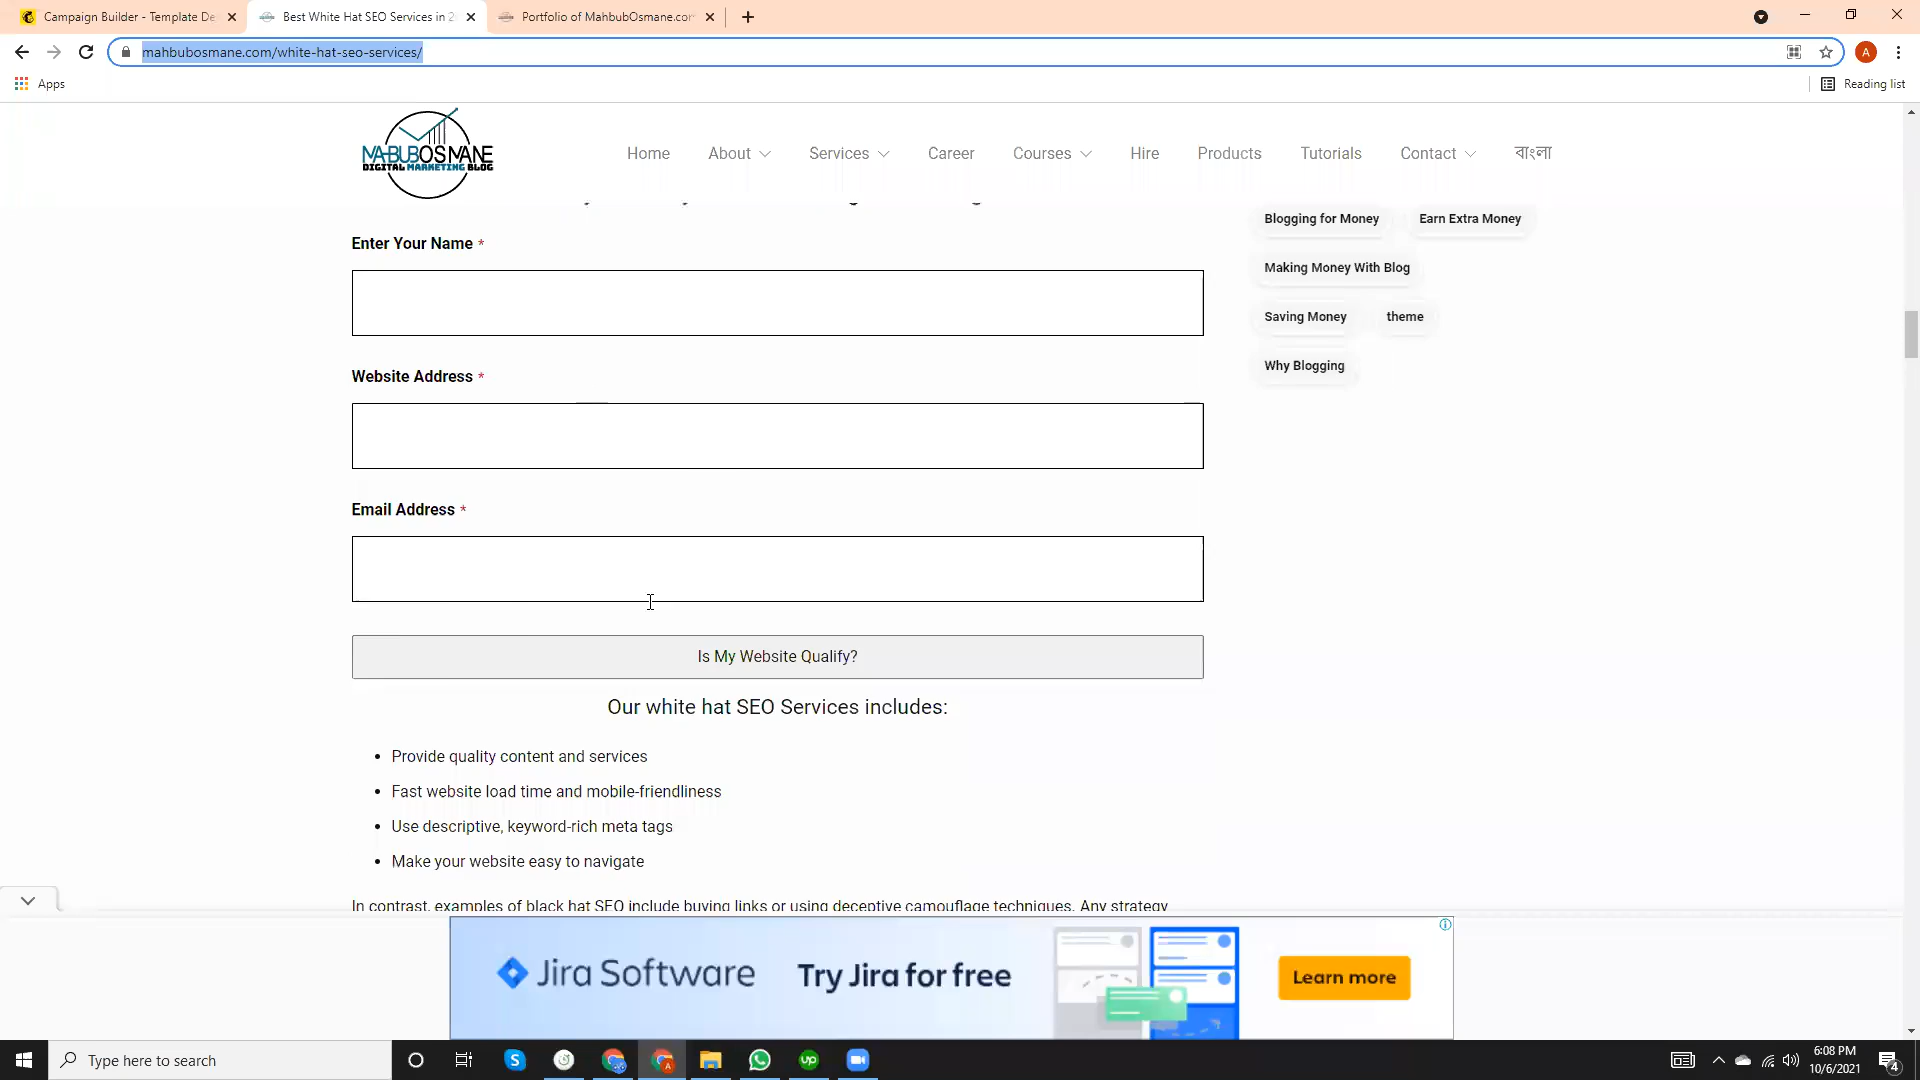 Campaign Builder - Template De
Best White Hat SEO Services in 2
Portfolio of MahbubOsmane.com
mahbubosmane.com/white-hat-seo-services/
A
Apps
Reading list
MAHBUBOSMANE
DIGITAL MARKETING BLOG
Home
About
Services
Career
Courses
Hire
Products
Tutorials
Contact
বাংলা
Enter Your Name *
Website Address *
Email Address *
Is My Website Qualify?
Our white hat SEO Services includes:
• Provide quality content and services
• Fast website load time and mobile-friendliness
• Use descriptive, keyword-rich meta tags
• Make your website easy to navigate
In contrast, examples of black hat SEO include buying links or using deceptive camouflage techniques. Any strategy
Blogging for Money
Earn Extra Money
Making Money With Blog
Saving Money
theme
Why Blogging
Jira Software
Try Jira for free
Learn more
Type here to search
S
A
up
6:08 PM
10/6/2021
4